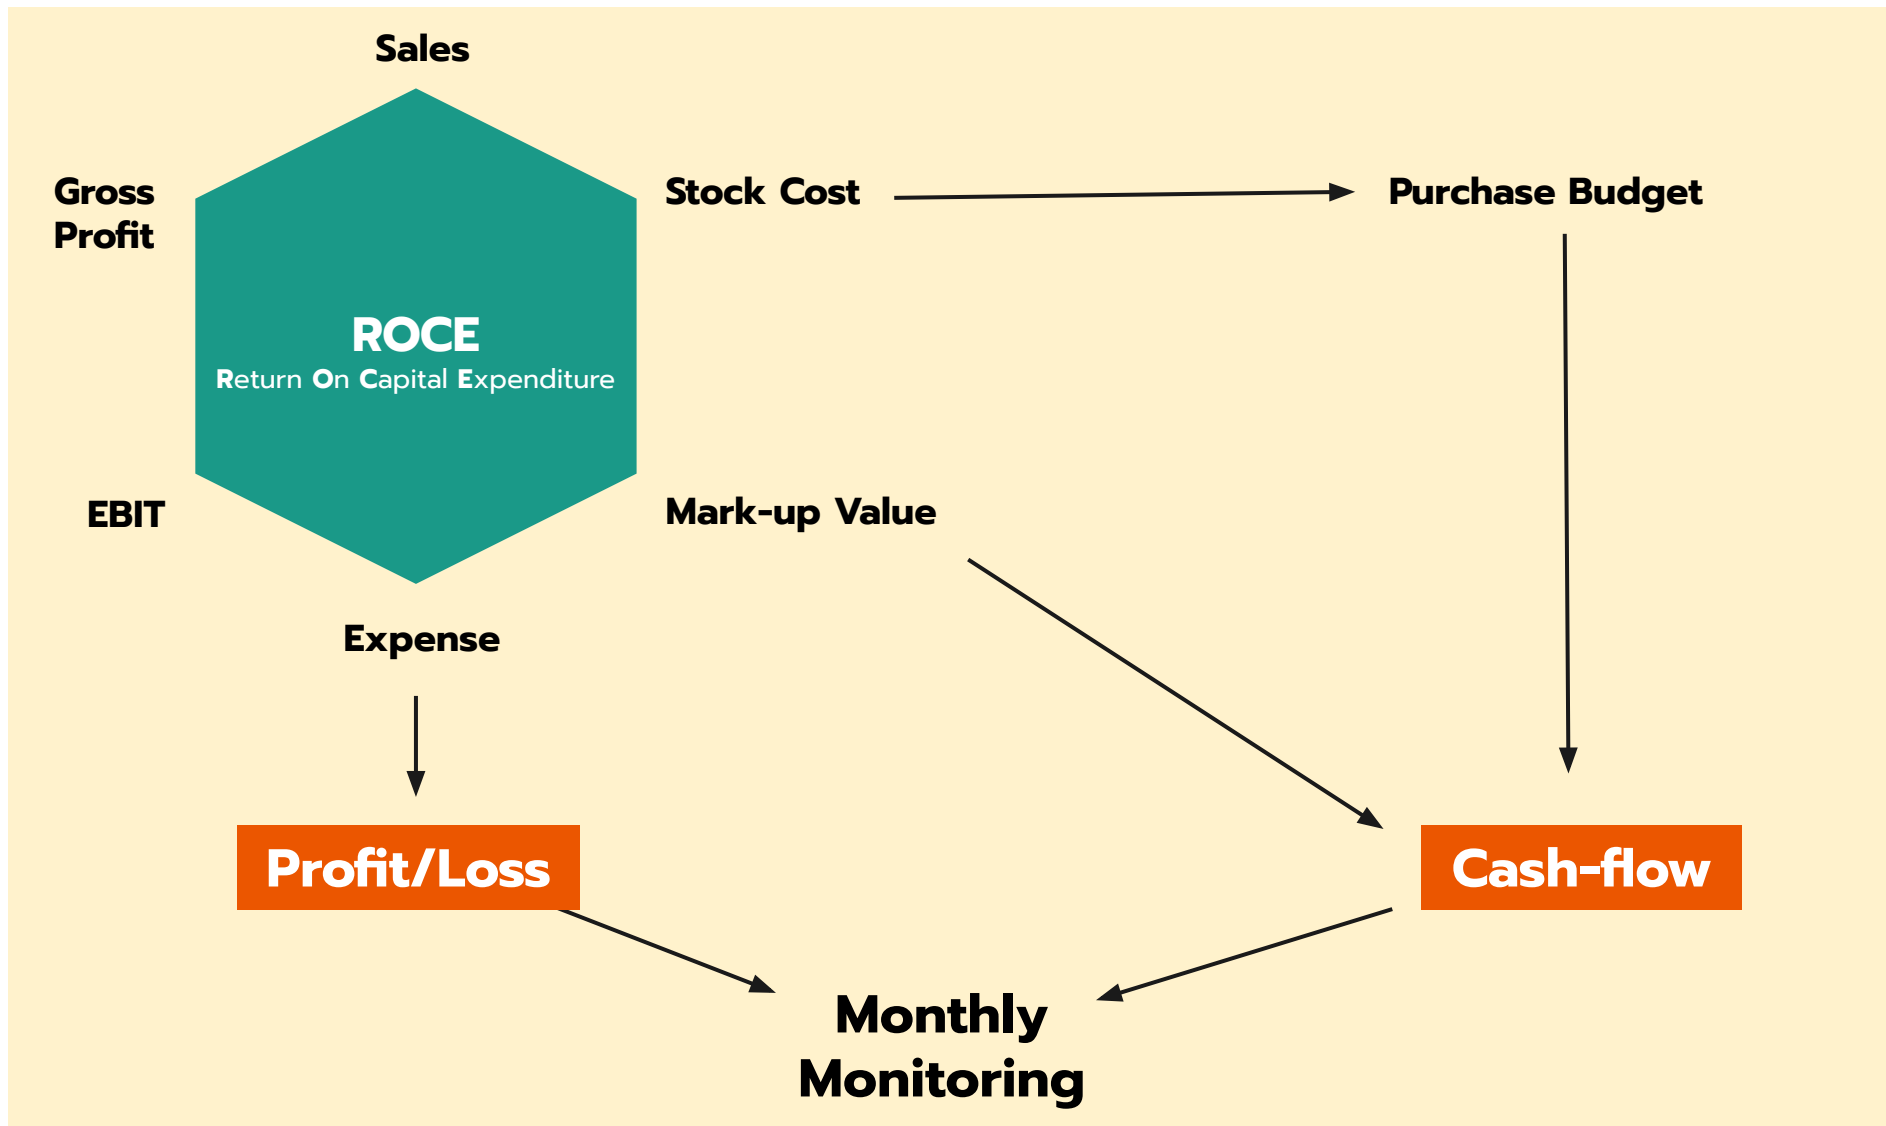 Sales
Gross
Profit
Stock Cost
Purchase Budget
ROCE
Return On Capital Expenditure
EBIT
Mark-up Value
Expense
Profit/Loss
Cash-flow
Monthly
Monitoring